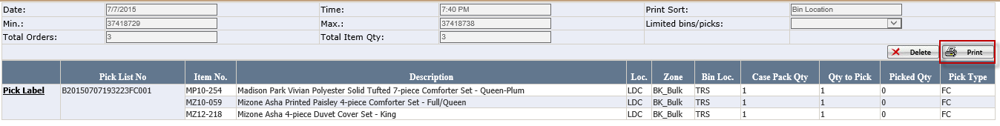 Date: 7/7/2015 Time: 7:40 PM Print Sort: Bin Location
Min.: 37418729 Max.: 37418738 Limited bins/picks:
Total Orders: 3 Total Item Qty: 3
Delete Print
Pick List No Item No. Description Loc. Zone Bin Loc. Case Pack Qty Qty to Pick Picked Qty Pick Type
Pick Label B20150707193223FC001 MP10-254 Madison Park Vivian Polyester Solid Tufted 7-piece Comforter Set - Queen-Plum LDC BK_Bulk TRS 1 1 0 FC
MZ10-059 Mizone Asha Printed Paisley 4-piece Comforter Set - Full/Queen LDC BK_Bulk TRS 1 1 0 FC
MZ12-218 Mizone Asha 4-piece Duvet Cover Set - King LDC BK_Bulk TRS 1 1 0 FC